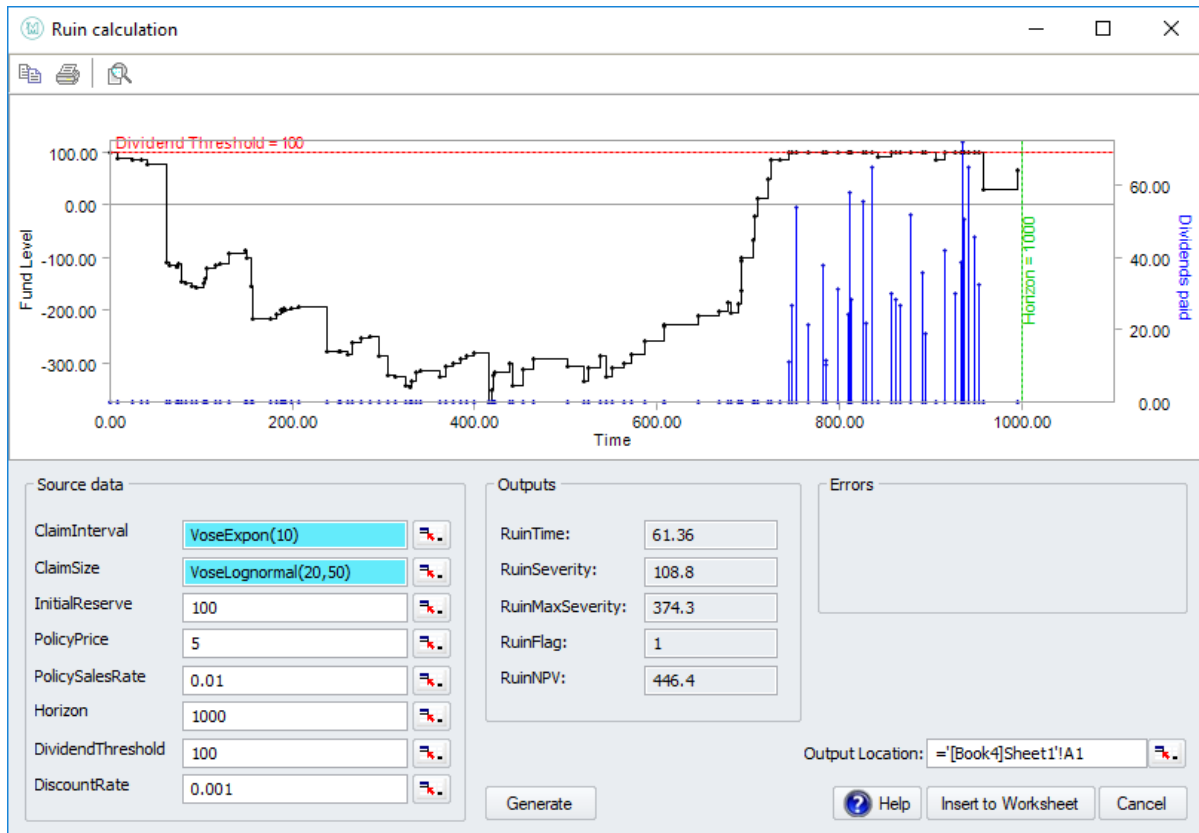 Ruin calculation
Dividend Threshold = 100
100.00
0.00
-100.00
-200.00
-300.00
Fund Level
60.00
40.00
20.00
0.00
Dividends paid
Horizon = 1000
0.00 200.00 400.00 600.00 800.00 1000.00
Time
Source data
ClaimInterval VoseExpon(10)
ClaimSize VoseLognormal(20,50)
InitialReserve 100
PolicyPrice 5
PolicySalesRate 0.01
Horizon 1000
DividendThreshold 100
DiscountRate 0.001
Outputs
RuinTime: 61.36
RuinSeverity: 108.8
RuinMaxSeverity: 374.3
RuinFlag: 1
RuinNPV: 446.4
Generate
Errors
Output Location: ='[Book4]Sheet1'!A1
Help Insert to Worksheet Cancel